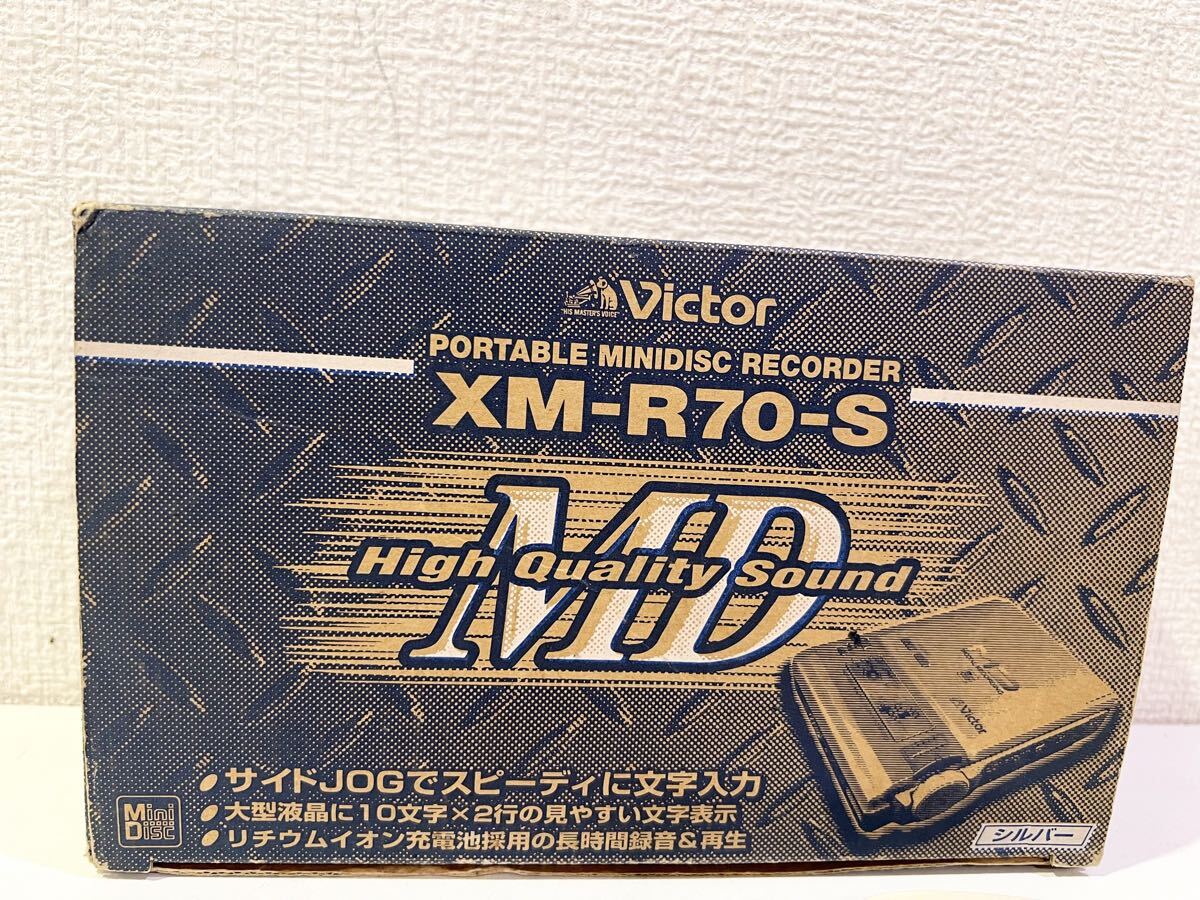 Victor
"HIS MASTER'S VOICE"
PORTABLE MINIDISC RECORDER
XM-R70-S
MD
High Quality Sound
Victor
● サイドJOGでスピーディに文字入力
● 大型液晶に10文字×2行の見やすい文字表示
● リチウムイオン充電池採用の長時間録音&再生
Mini Disc
シルバー